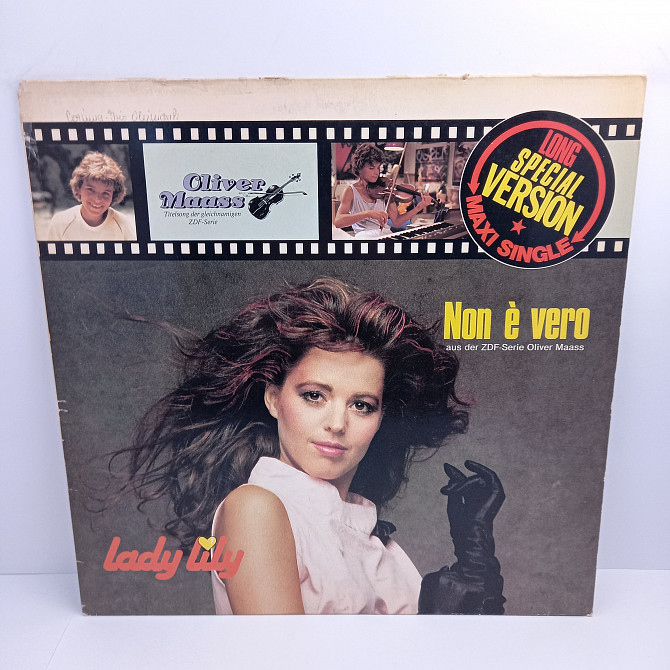 Oliver
Maass
Titelsong der gleichnamigen
ZDF-Serie
LONG
SPECIAL
VERSION
MAXI SINGLE
Non è vero
aus der ZDF-Serie Oliver Maass
lady lily